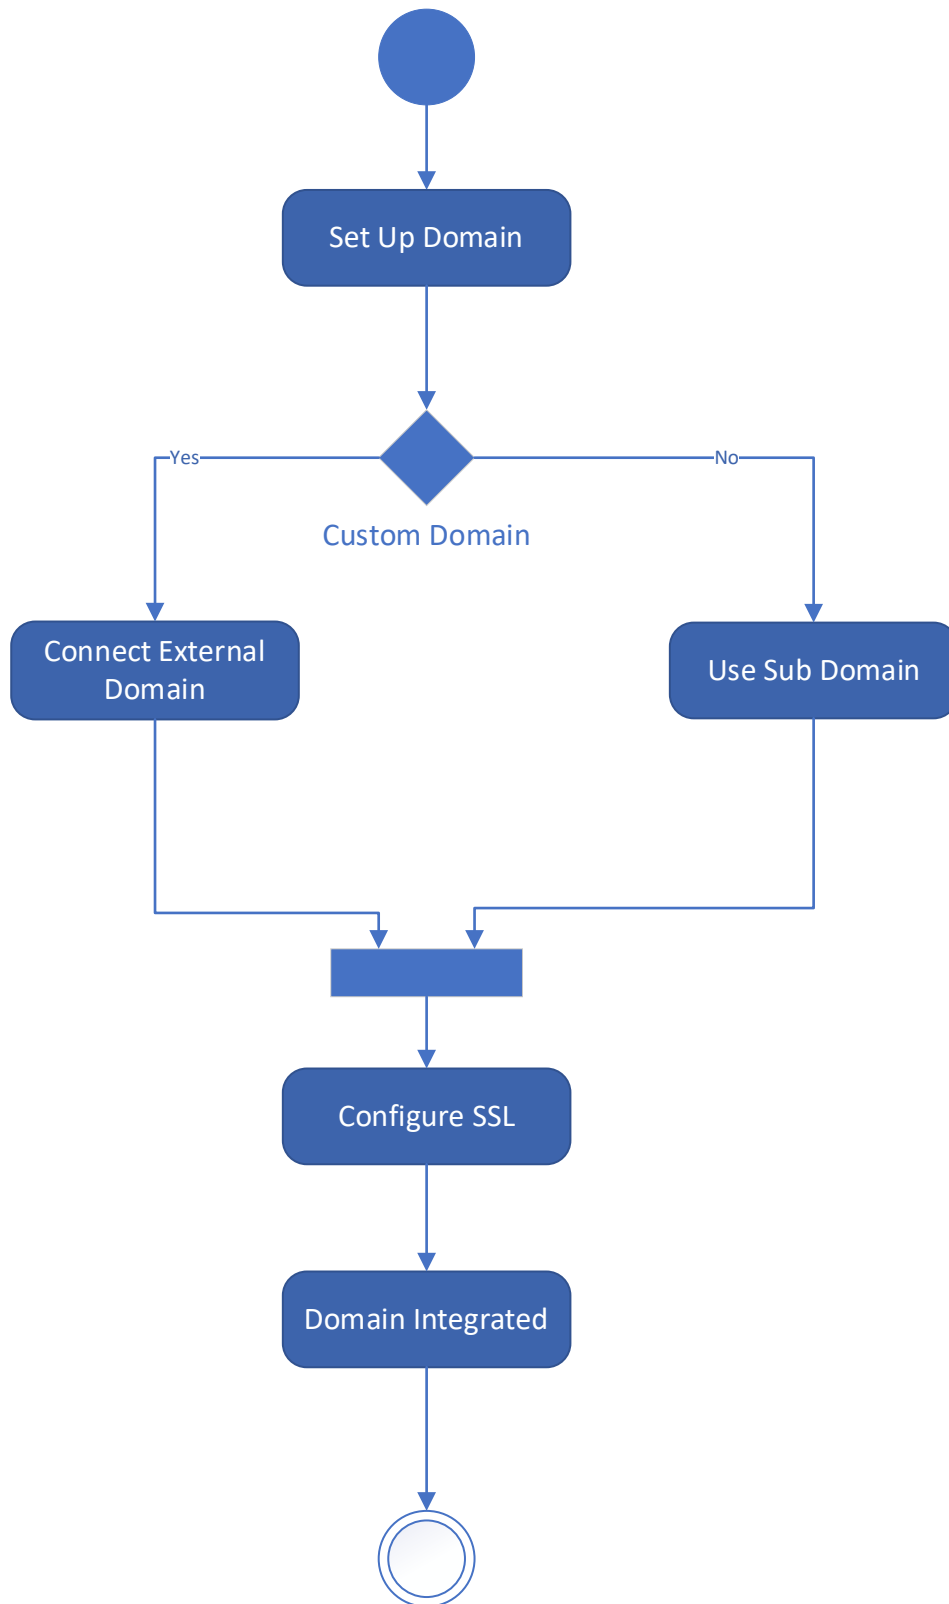 Set Up Domain
Yes
No
Custom Domain
Connect External
Domain
Use Sub Domain
Configure SSL
Domain Integrated